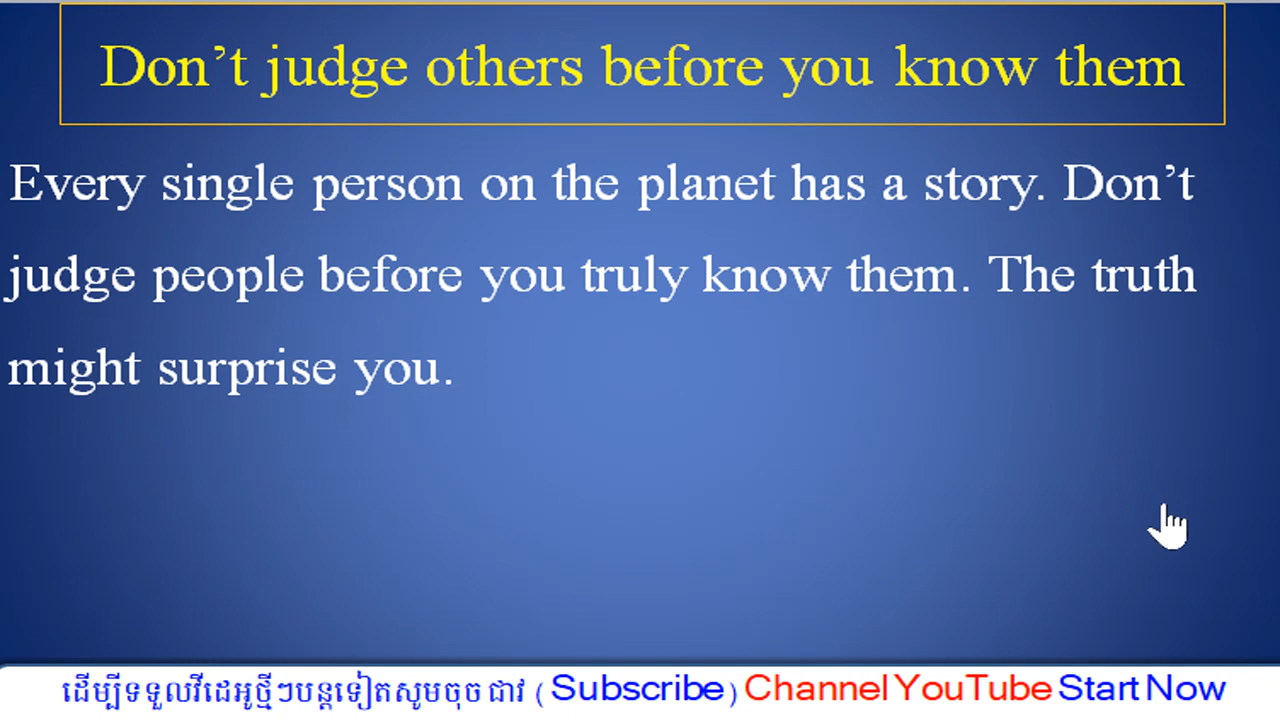 Don’t judge others before you know them
Every single person on the planet has a story. Don’t
judge people before you truly know them. The truth
might surprise you.
ដើម្បីទទួលវីដេអូថ្មីៗបន្តទៀតសូមចុច ជាវ ( Subscribe ) Channel YouTube Start Now